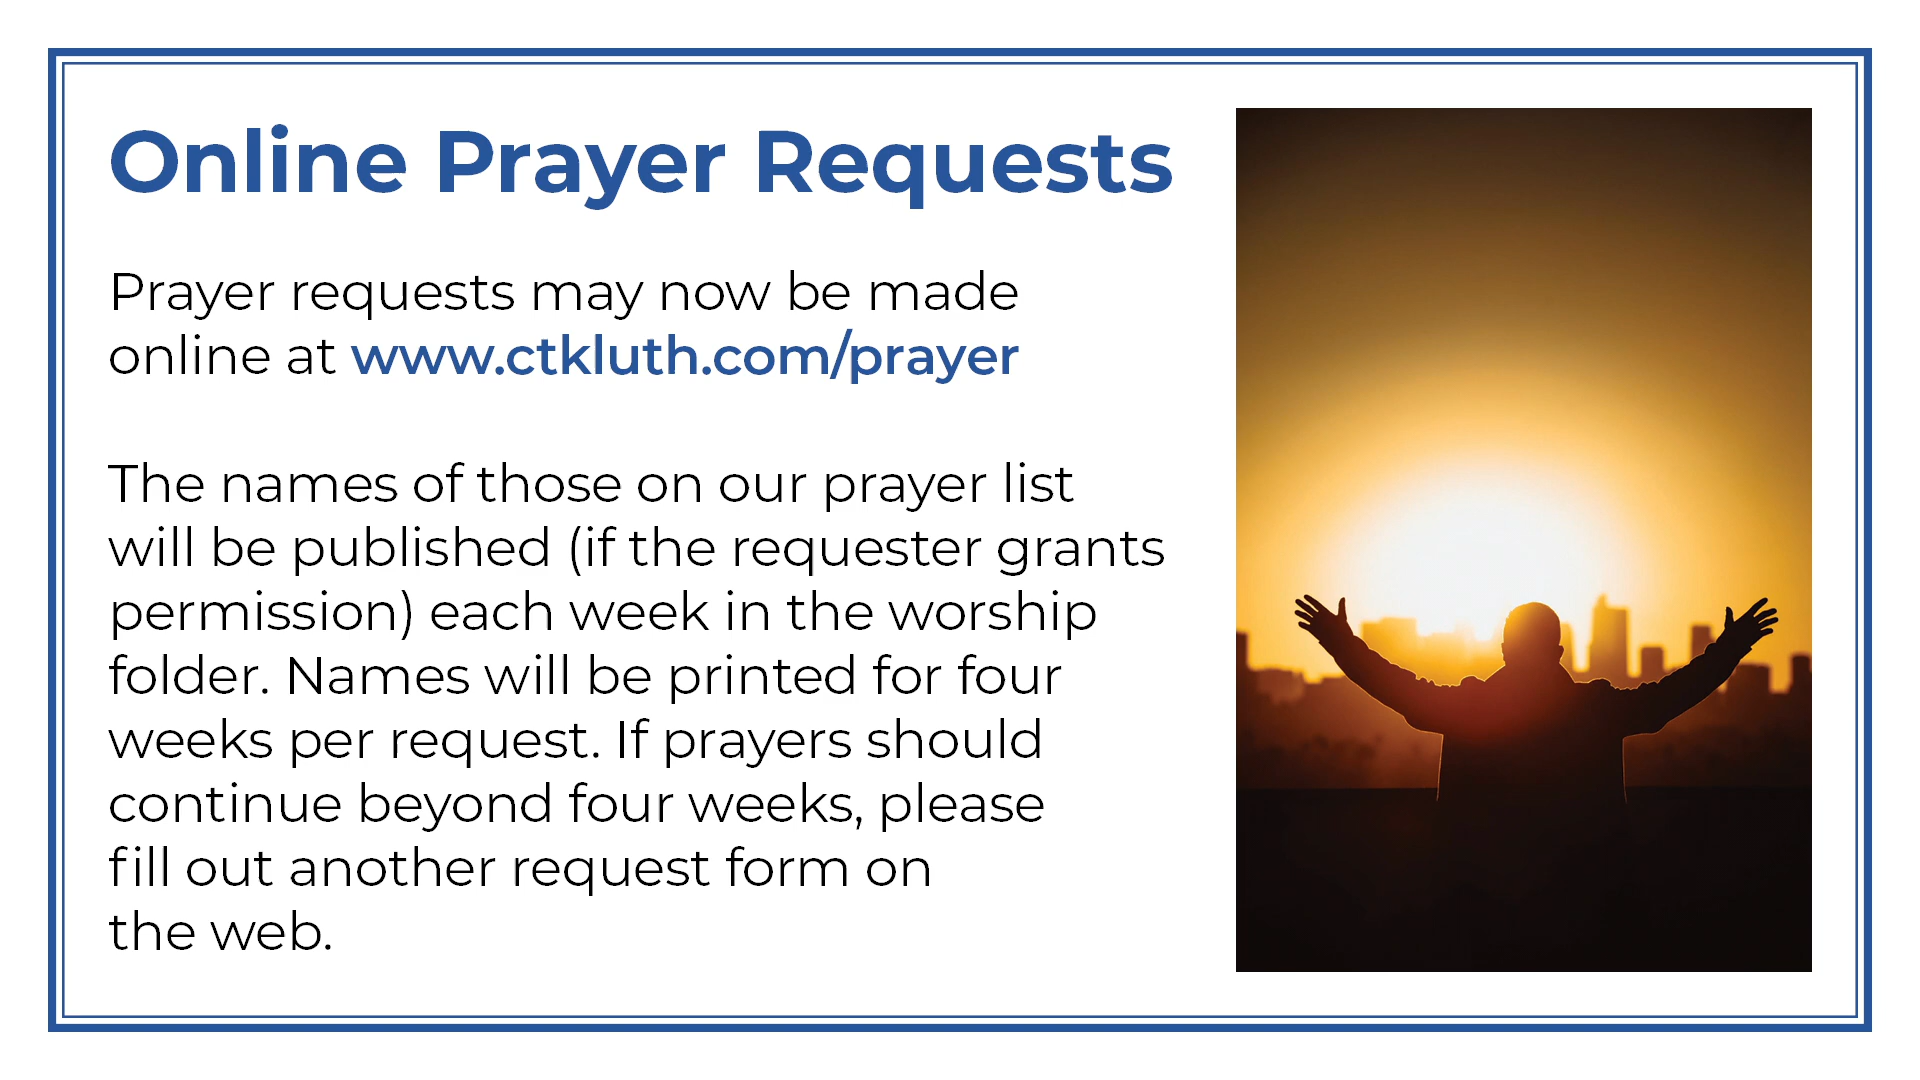 Online Prayer Requests
Prayer requests may now be made
online at www.ctkluth.com/prayer
The names of those on our prayer list
will be published (if the requester grants
permission) each week in the worship
folder. Names will be printed for four
weeks per request. If prayers should
continue beyond four weeks, please
fill out another request form on
the web.